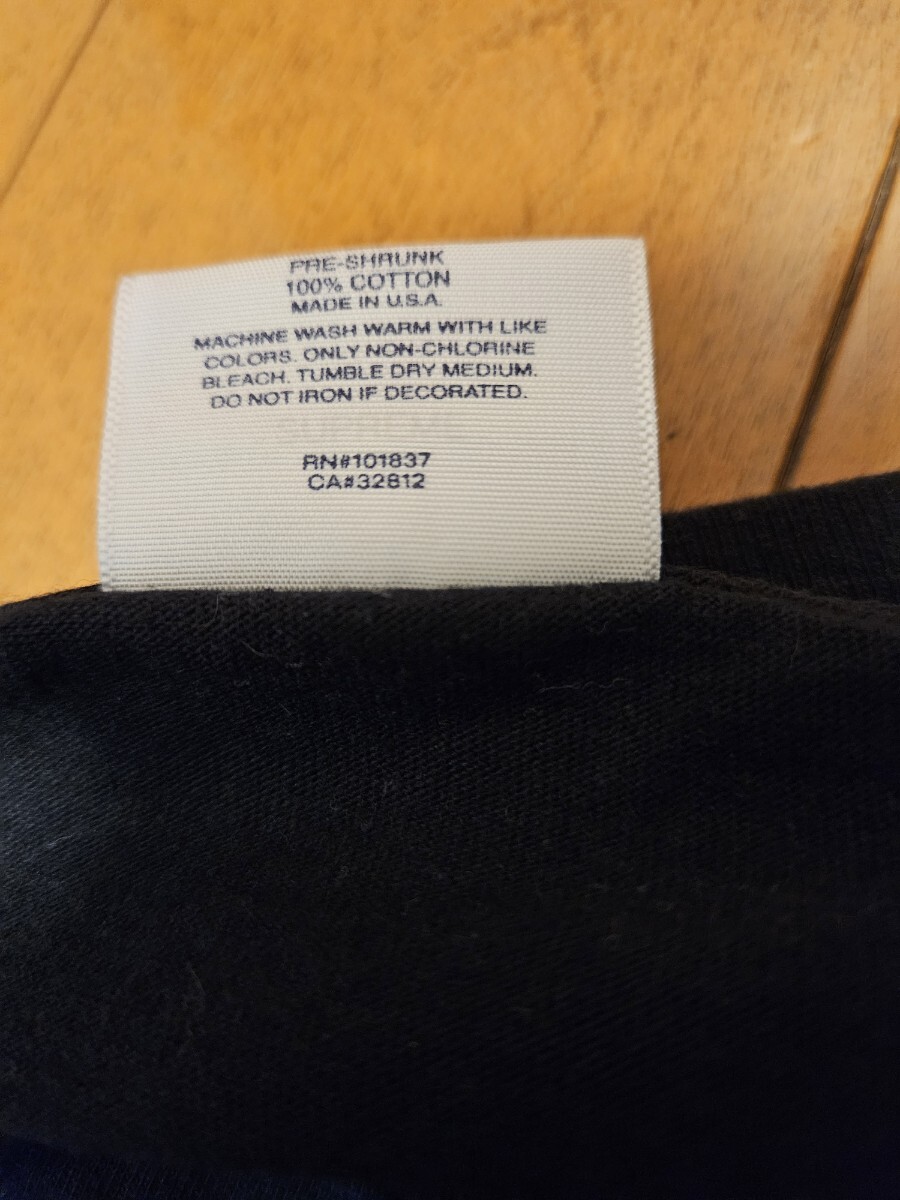 PRE-SHRUNK
100% COTTON
MADE IN U.S.A.
MACHINE WASH WARM WITH LIKE
COLORS. ONLY NON-CHLORINE
BLEACH. TUMBLE DRY MEDIUM.
DO NOT IRON IF DECORATED.
RN#101837
CA#32812